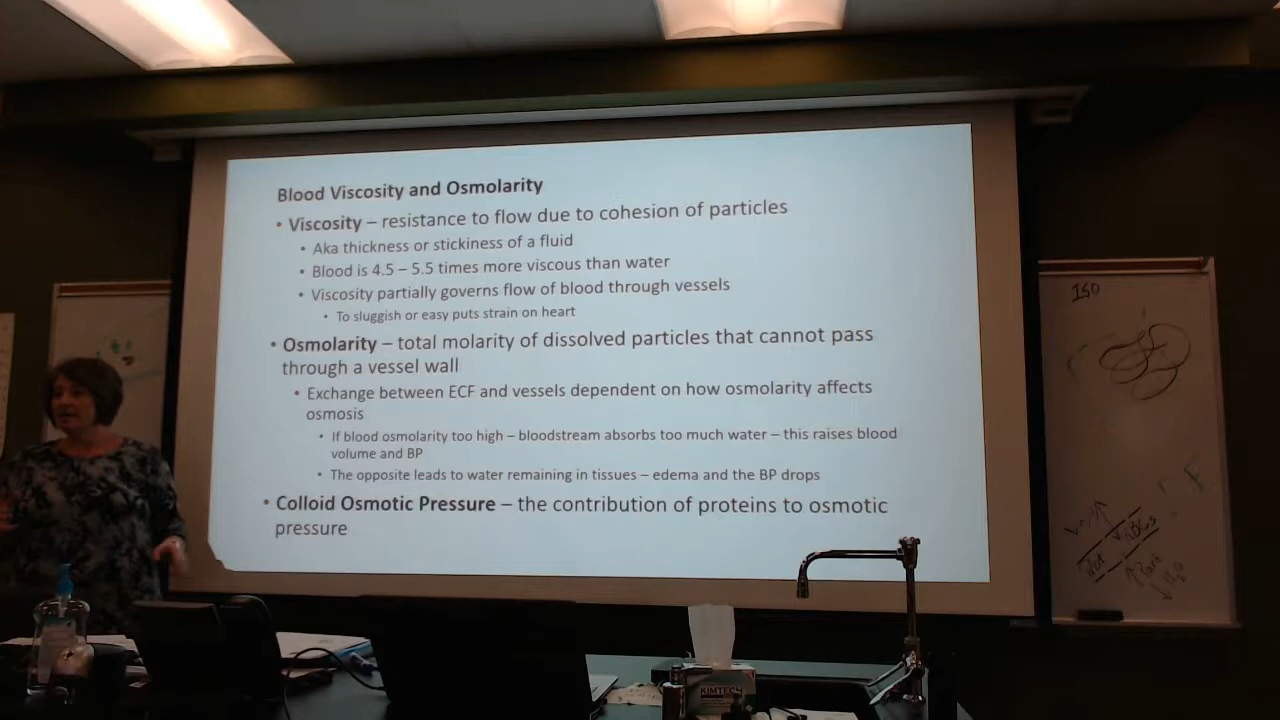 Blood Viscosity and Osmolarity
• Viscosity – resistance to flow due to cohesion of particles
• Aka thickness or stickiness of a fluid
• Blood is 4.5 – 5.5 times more viscous than water
• Viscosity partially governs flow of blood through vessels
• To sluggish or easy puts strain on heart
• Osmolarity – total molarity of dissolved particles that cannot pass
through a vessel wall
• Exchange between ECF and vessels dependent on how osmolarity affects
osmosis
• If blood osmolarity too high – bloodstream absorbs too much water – this raises blood
volume and BP
• The opposite leads to water remaining in tissues – edema and the BP drops
• Colloid Osmotic Pressure – the contribution of proteins to osmotic
pressure
ISO
RBCs
H₂O
KIMTECH